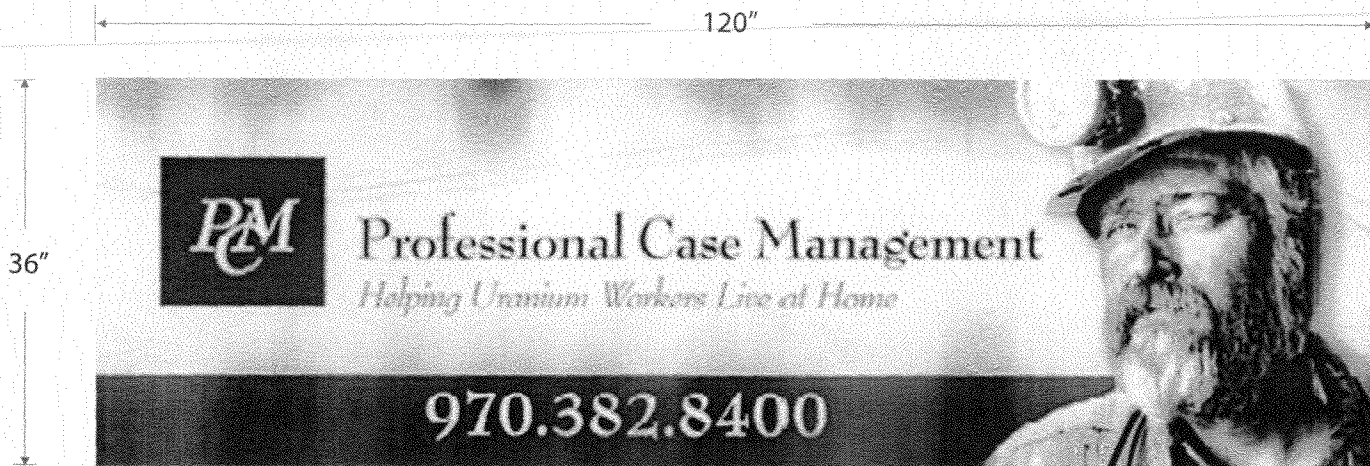 120"
36"
PCM
Professional Case Management
Helping Uranium Workers Live at Home
970.382.8400